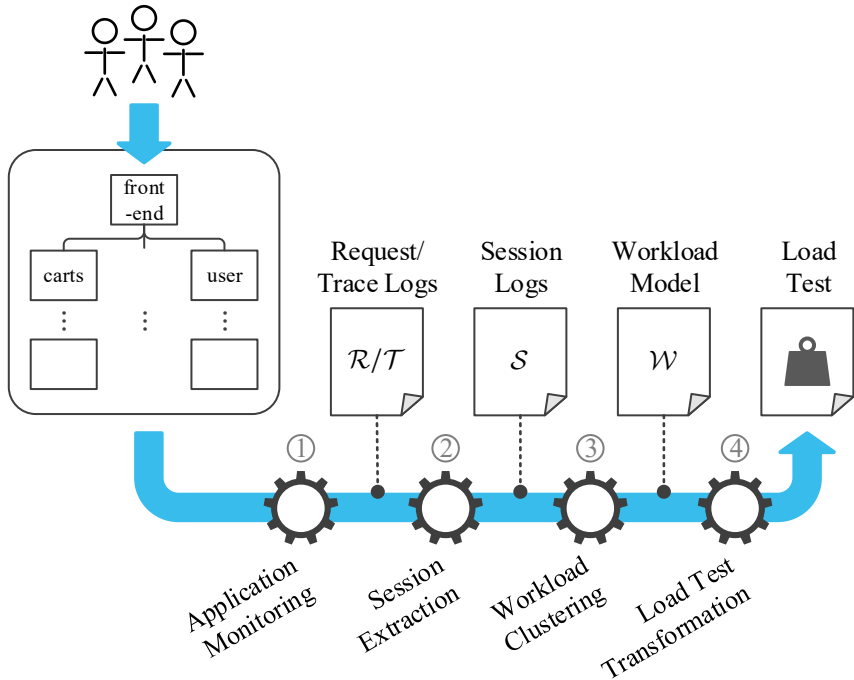 front
-end
carts
user
Request/
Trace Logs
Session
Logs
Workload
Model
Load
Test
R/T
S
W
①
②
③
④
Application
Monitoring
Session
Extraction
Workload
Clustering
Load Test
Transformation